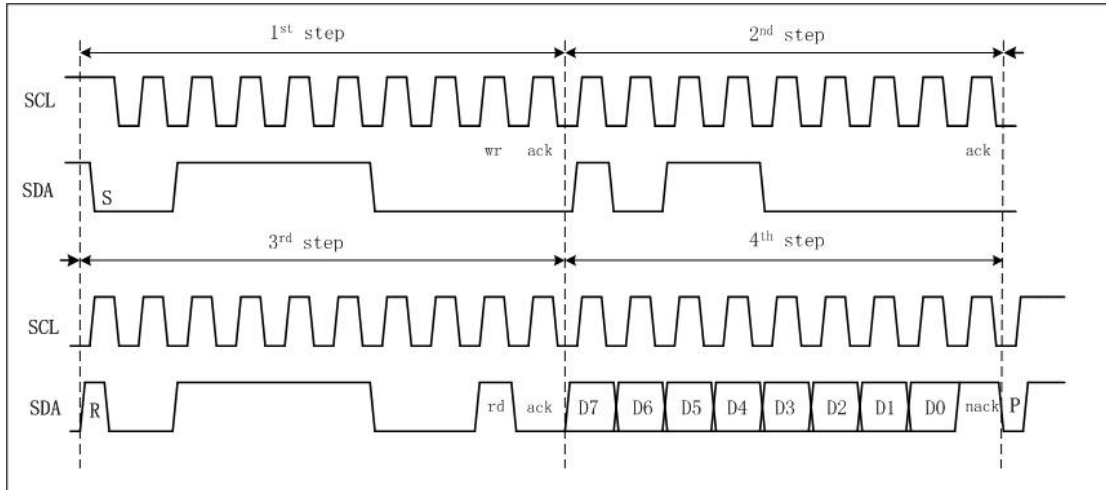 1st step 2nd step
SCL
wr ack ack
SDA
S
3rd step 4th step
SCL
SDA R rd ack D7 D6 D5 D4 D3 D2 D1 D0 nack P